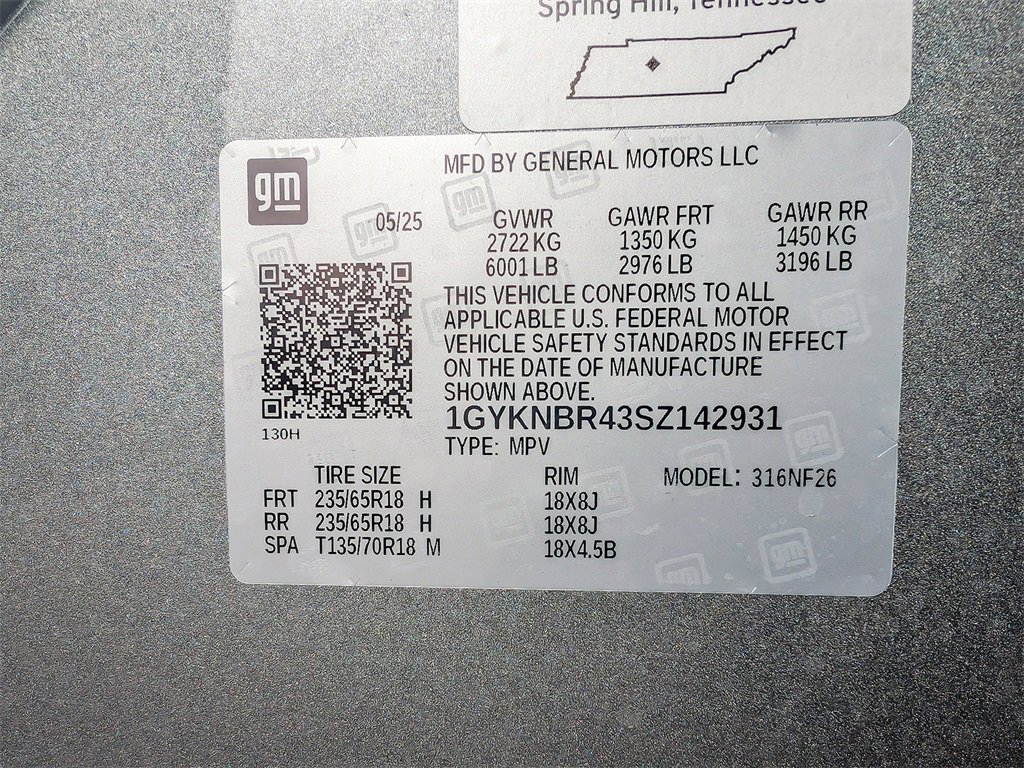 Spring Hill, Tennessee
gm
MFD BY GENERAL MOTORS LLC
05/25
GVWR GAWR FRT GAWR RR
2722 KG 1350 KG 1450 KG
6001 LB 2976 LB 3196 LB
THIS VEHICLE CONFORMS TO ALL
APPLICABLE U.S. FEDERAL MOTOR
VEHICLE SAFETY STANDARDS IN EFFECT
ON THE DATE OF MANUFACTURE
SHOWN ABOVE.
1GYKNBR43SZ142931
130H
TYPE: MPV
TIRE SIZE RIM MODEL: 316NF26
FRT 235/65R18 H 18X8J
RR 235/65R18 H 18X8J
SPA T135/70R18 M 18X4.5B